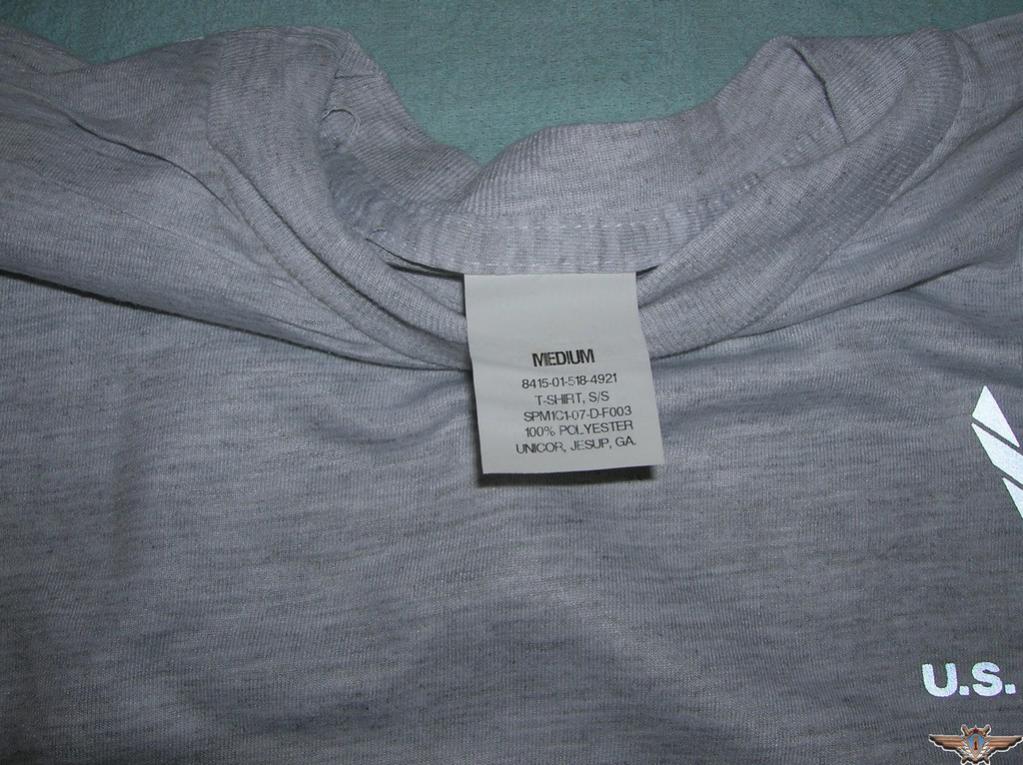 MEDIUM
8415-01-518-4921
T-SHIRT, S/S
SPM1C1-07-D-F003
100% POLYESTER
UNICOR, JESUP, GA.
U.S.